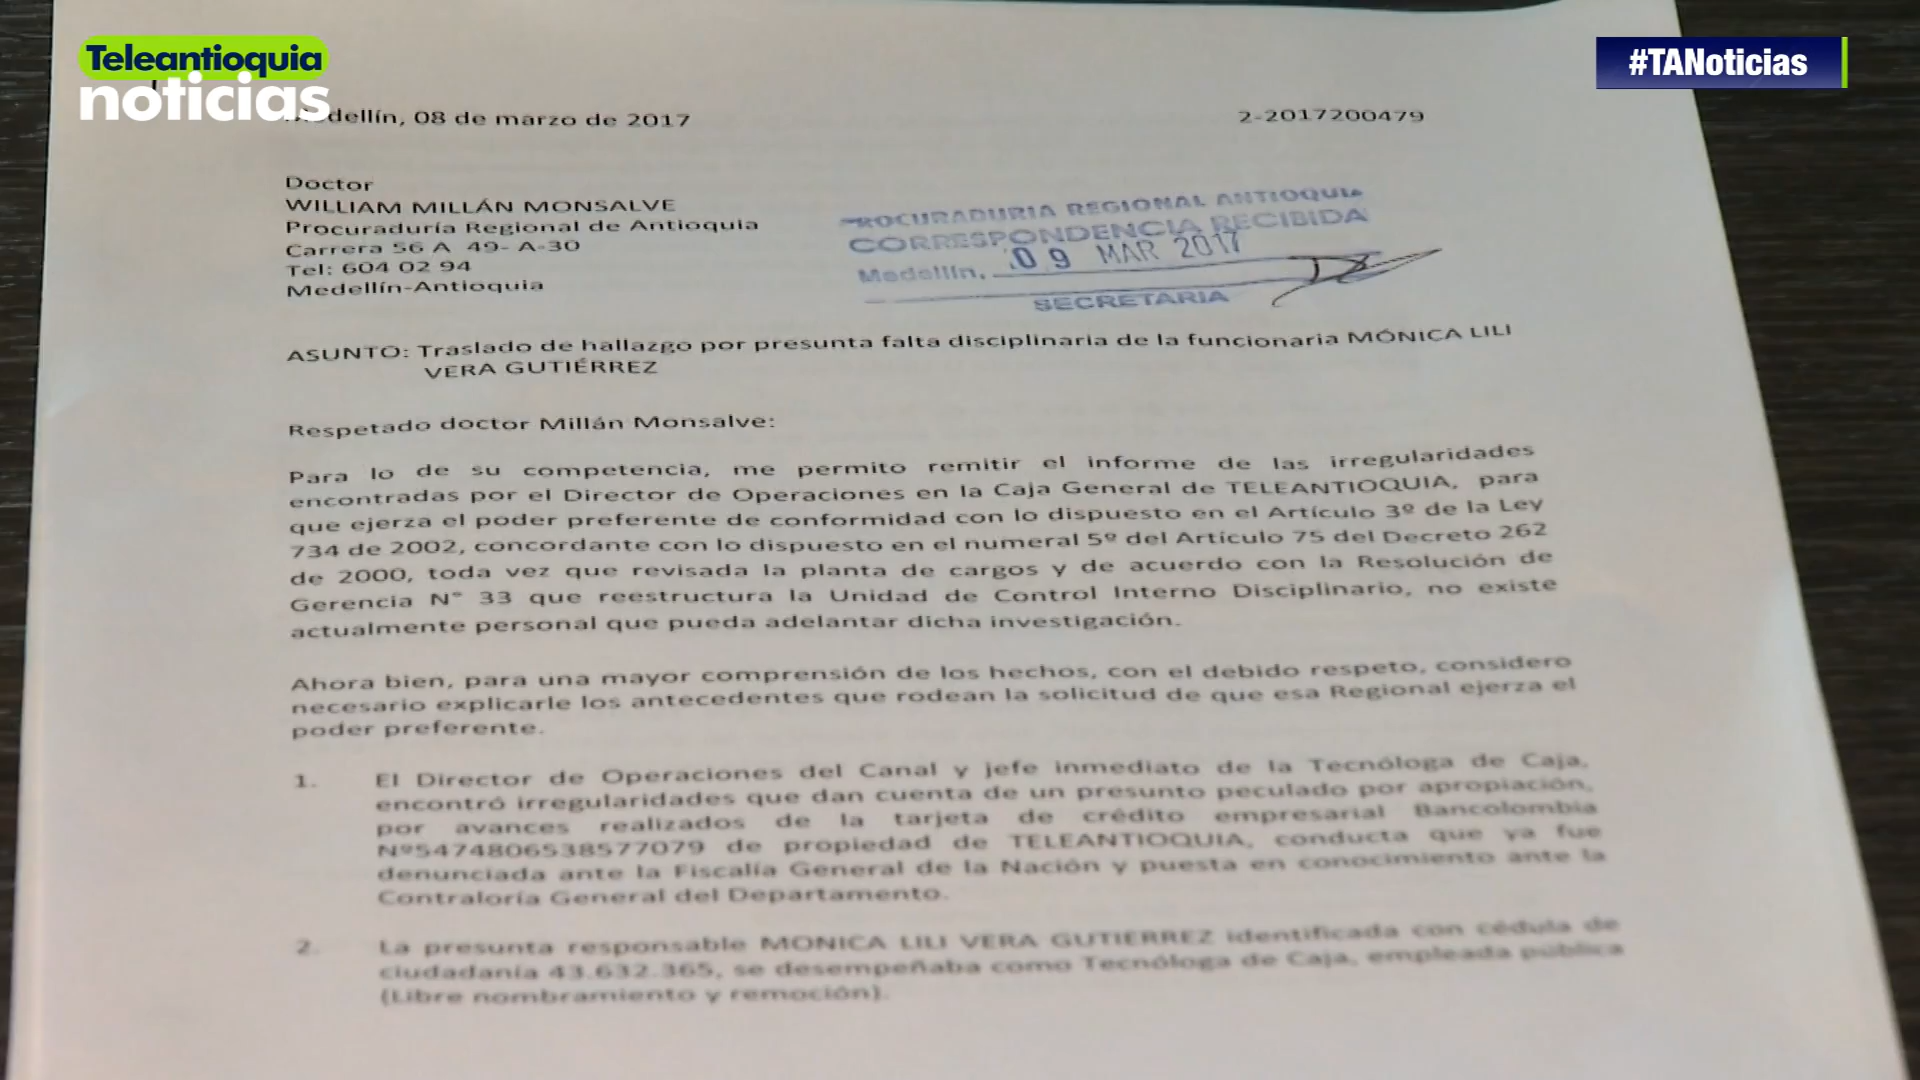 Teleantioquia
noticias
#TANoticias
Medellín, 08 de marzo de 2017
2-2017200479
Doctor
WILLIAM MILLÁN MONSALVE
Procuraduría Regional de Antioquia
Carrera 56 A 49- A-30
Tel: 604 02 94
Medellín-Antioquia
PROCURADURIA REGIONAL ANTIOQUIA
CORRESPONDENCIA RECIBIDA
Medellín, 09 MAR 2017
SECRETARIA
ASUNTO: Traslado de hallazgo por presunta falta disciplinaria de la funcionaria MÓNICA LILI
VERA GUTIÉRREZ
Respetado doctor Millán Monsalve:
Para lo de su competencia, me permito remitir el informe de las irregularidades
encontradas por el Director de Operaciones en la Caja General de TELEANTIOQUIA, para
que ejerza el poder preferente de conformidad con lo dispuesto en el Artículo 3º de la Ley
734 de 2002, concordante con lo dispuesto en el numeral 5º del Artículo 75 del Decreto 262
de 2000, toda vez que revisada la planta de cargos y de acuerdo con la Resolución de
Gerencia N° 33 que reestructura la Unidad de Control Interno Disciplinario, no existe
actualmente personal que pueda adelantar dicha investigación.
Ahora bien, para una mayor comprensión de los hechos, con el debido respeto, considero
necesario explicarle los antecedentes que rodean la solicitud de que esa Regional ejerza el
poder preferente.
1. El Director de Operaciones del Canal y jefe inmediato de la Tecnóloga de Caja,
encontró irregularidades que dan cuenta de un presunto peculado por apropiación,
por avances realizados de la tarjeta de crédito empresarial Bancolombia
Nº5474806538577079 de propiedad de TELEANTIOQUIA, conducta que ya fue
denunciada ante la Fiscalía General de la Nación y puesta en conocimiento ante la
Contraloría General del Departamento.
2. La presunta responsable MONICA LILI VERA GUTIERREZ identificada con cédula de
ciudadanía 43.632.365, se desempeñaba como Tecnóloga de Caja, empleada pública
(Libre nombramiento y remoción).